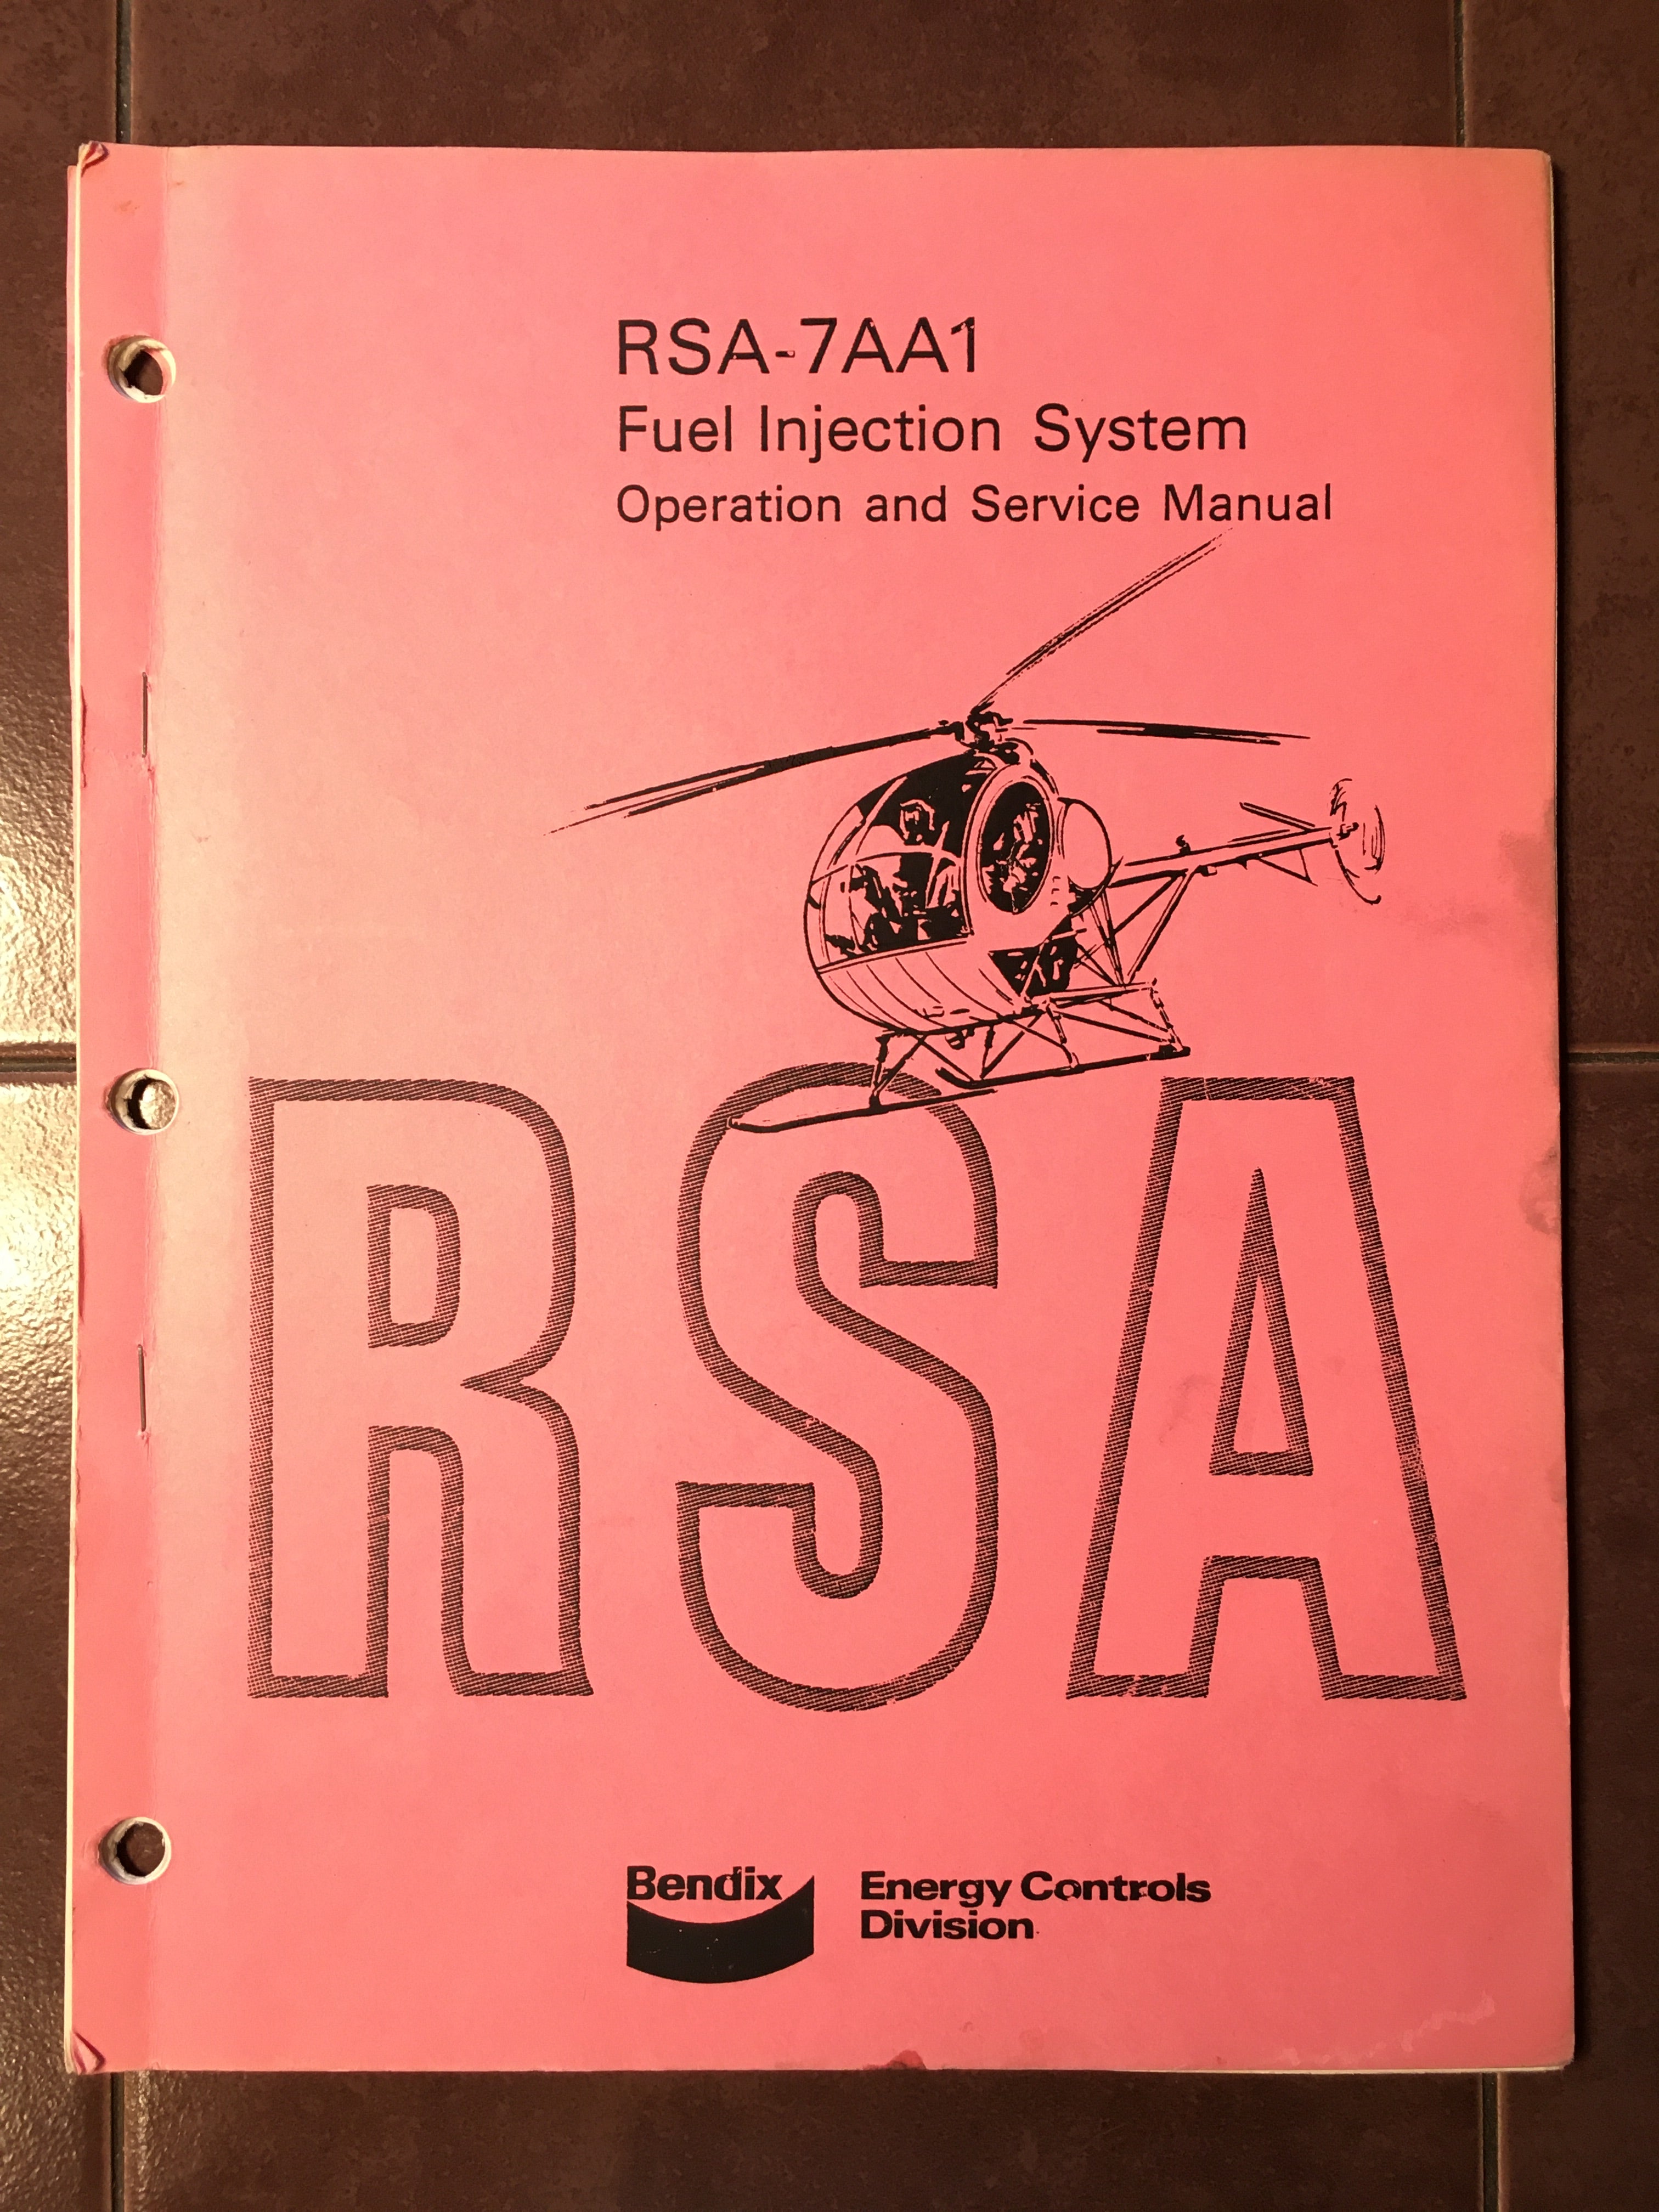 RSA-7AA1
Fuel Injection System
Operation and Service Manual
RSA
Bendix
Energy Controls
Division